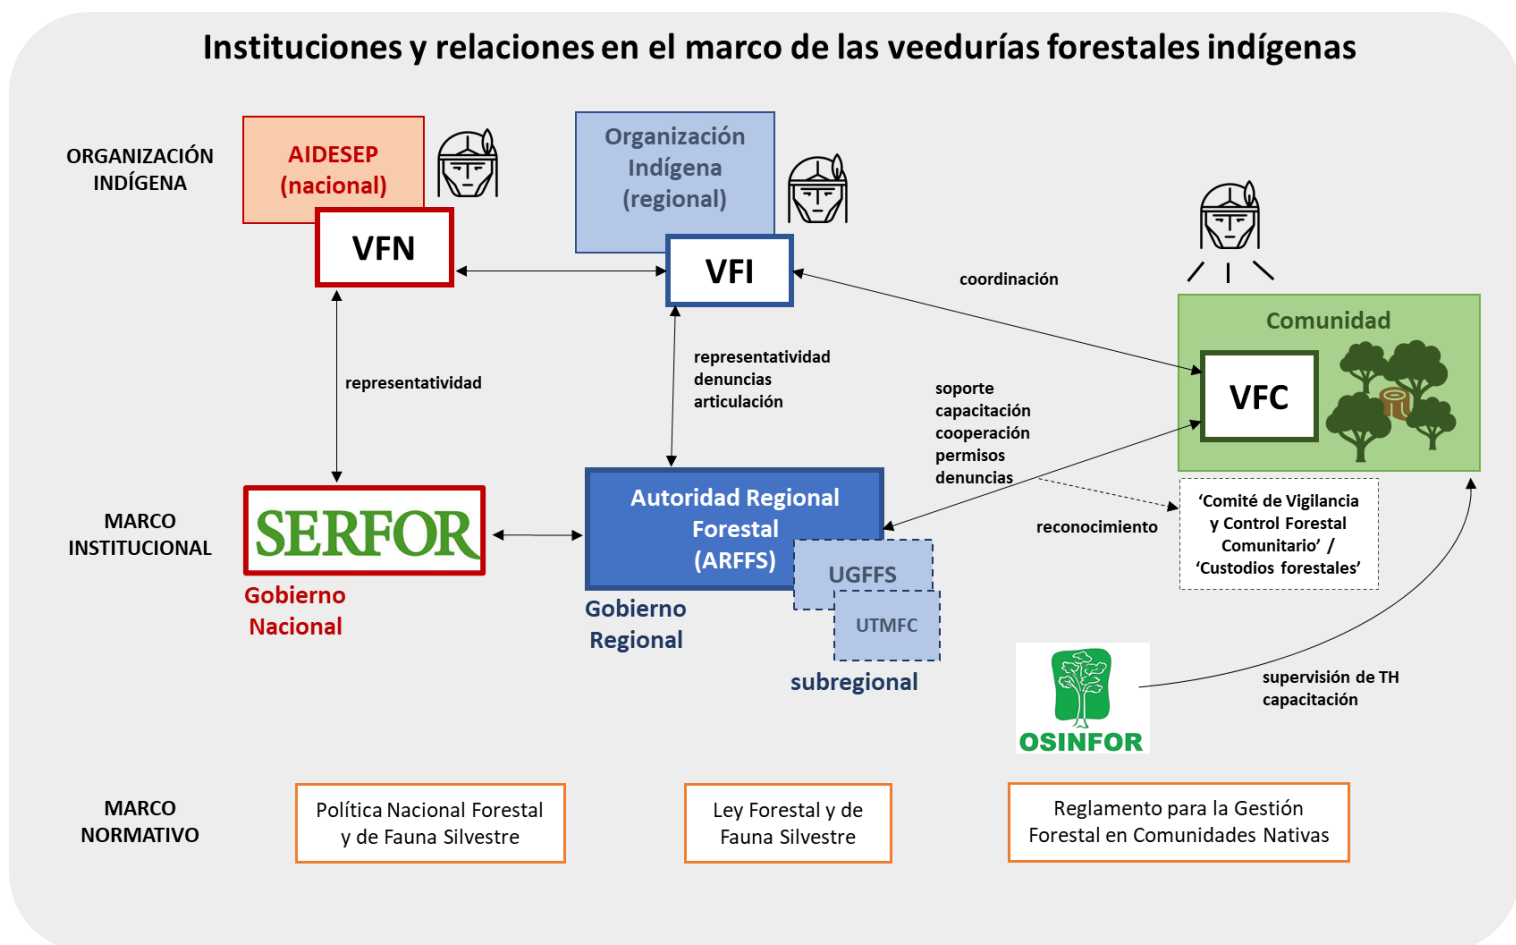 Instituciones y relaciones en el marco de las veedurías forestales indígenas
ORGANIZACIÓN
INDÍGENA
AIDESEP
(nacional)
VFN
Organización
Indígena
(regional)
VFI
coordinación
Comunidad
VFC
representatividad
representatividad
denuncias
articulación
soporte
capacitación
cooperación
permisos
denuncias
MARCO
INSTITUCIONAL
SERFOR
Gobierno
Nacional
Autoridad Regional
Forestal
(ARFFS)
UGFFS
UTMFC
Gobierno
Regional
subregional
reconocimiento
‘Comité de Vigilancia
y Control Forestal
Comunitario’ /
‘Custodios forestales’
OSINFOR
supervisión de TH
capacitación
MARCO
NORMATIVO
Política Nacional Forestal
y de Fauna Silvestre
Ley Forestal y de
Fauna Silvestre
Reglamento para la Gestión
Forestal en Comunidades Nativas